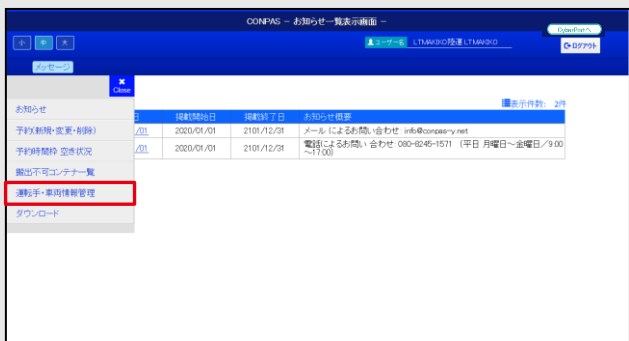 CONPAS － お知らせ一覧表示画面 －
CyberPortへ
小 中 大
ユーザー名 LTMAKIKO陸運 LTMAKIKO
ログアウト
メッセージ
Close
表示件数: 2件
お知らせ
日 掲載開始日 掲載終了日 お知らせ概要
予約(新規・変更・削除) /01 2020/01/01 2101/12/31 メール によるお問い合わせ: info@conpas-y.net
予約時間枠 空き状況 /01 2020/01/01 2101/12/31 電話によるお問い 合わせ: 080-8245-1571 (平日 月曜日～金曜日/9:00
～17:00)
搬出不可コンテナ一覧
運転手・車両情報管理
ダウンロード